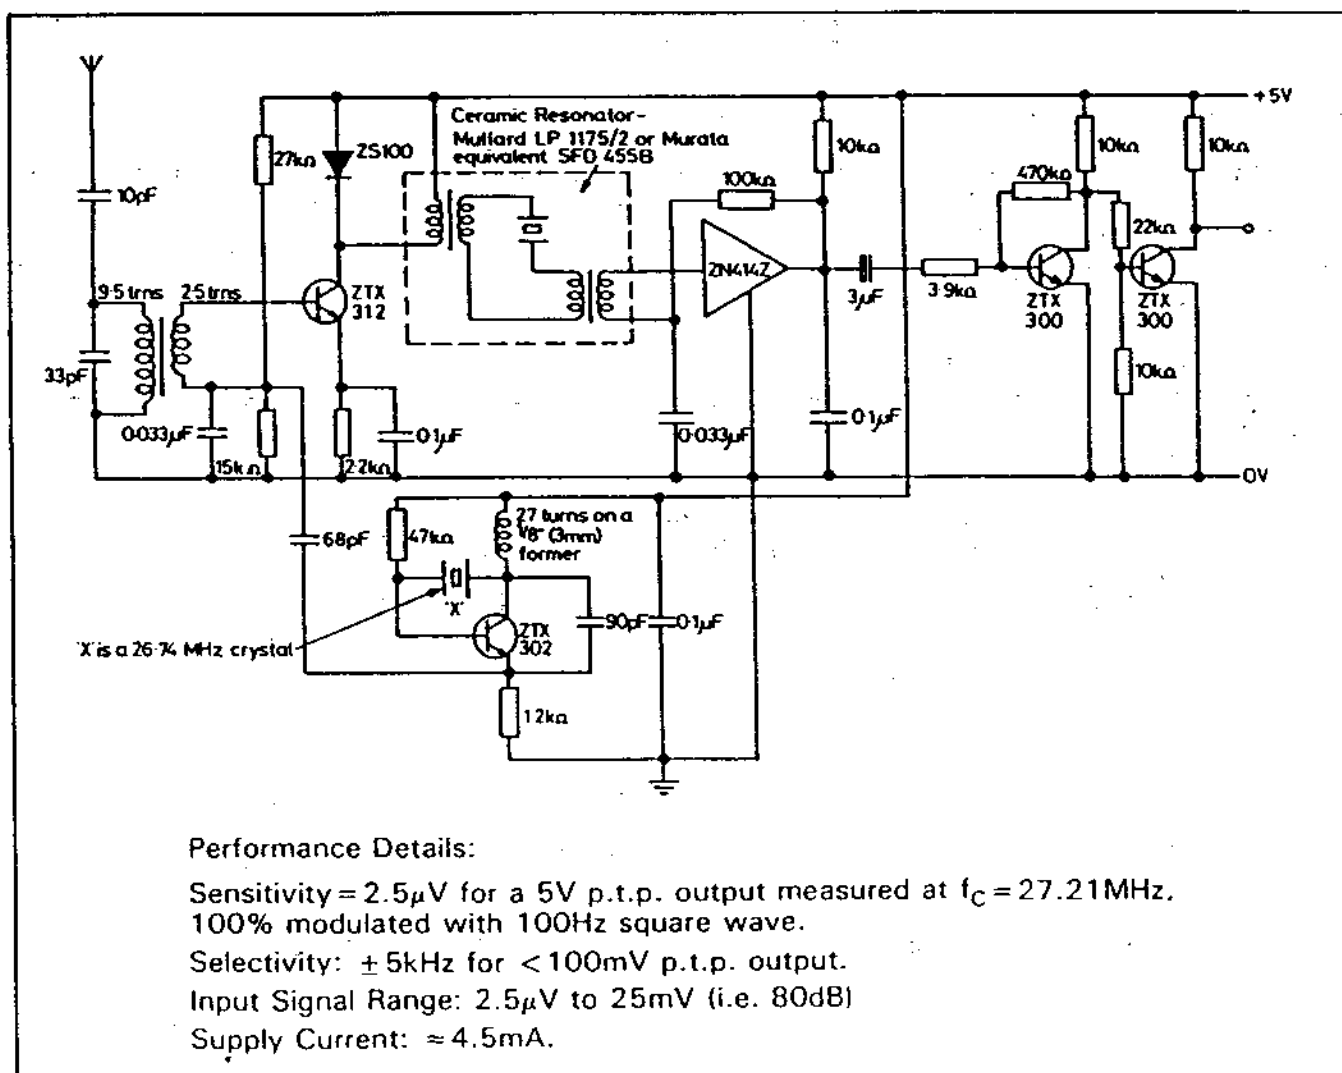 +5V
Ceramic Resonator-
Mullard LP 1175/2 or Murata
equivalent SFD 455B
ZS100
27kΩ
10kΩ
10kΩ
10kΩ
100kΩ
470kΩ
10pF
22kΩ
ZN414Z
9·5 trns
2·5 trns
ZTX
312
3μF
3·9kΩ
ZTX
300
ZTX
300
33pF
10kΩ
0·033μF
0·1μF
0·033μF
0·1μF
15kΩ
2·2kΩ
0V
68pF
47kΩ
27 turns on a
1/8" (3mm)
former
'X'
ZTX
302
90pF
0·1μF
'X' is a 26·74 MHz crystal
1·2kΩ
Performance Details:
Sensitivity = 2.5μV for a 5V p.t.p. output measured at fC = 27.21MHz.
100% modulated with 100Hz square wave.
Selectivity: ± 5kHz for < 100mV p.t.p. output.
Input Signal Range: 2.5μV to 25mV (i.e. 80dB)
Supply Current: ≈ 4.5mA.